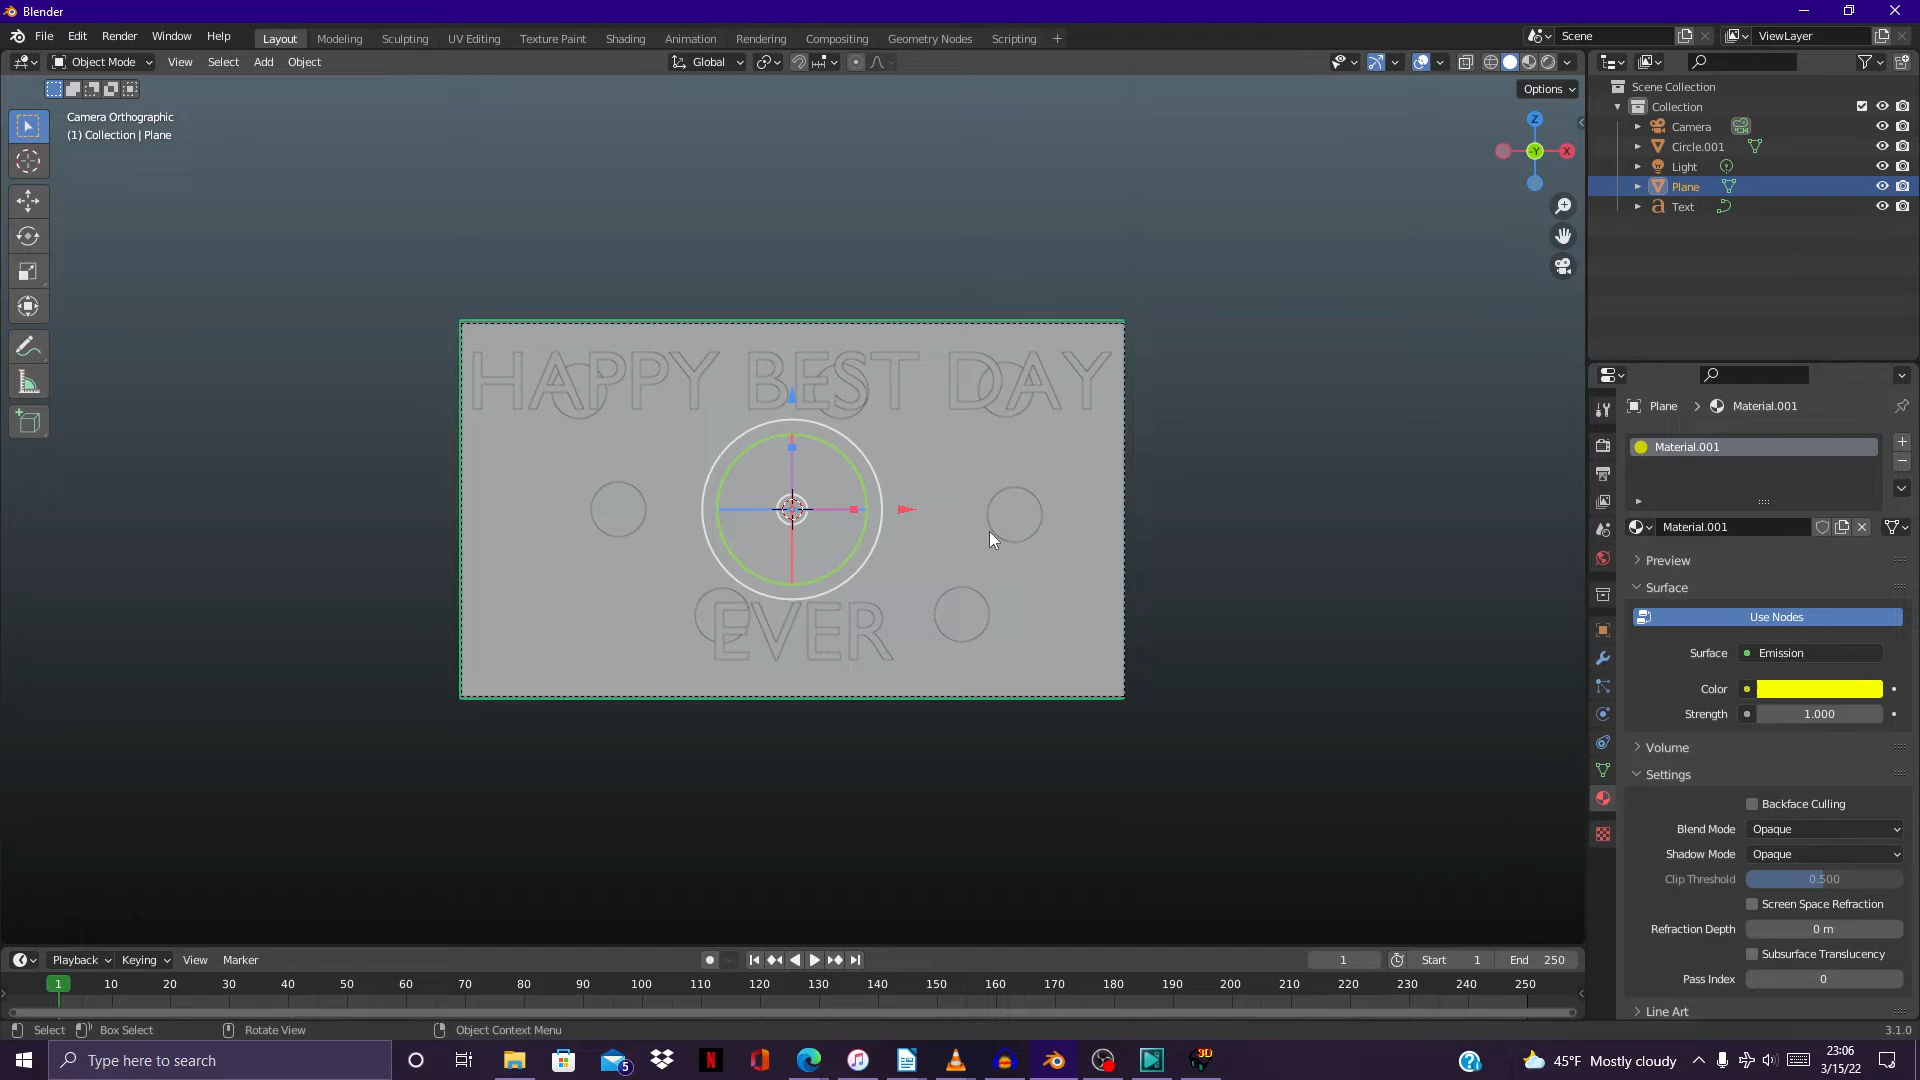 Blender
File Edit Render Window Help Layout Modeling Sculpting UV Editing Texture Paint Shading Animation Rendering Compositing Geometry Nodes Scripting + Scene ViewLayer
Object Mode View Select Add Object Global
Options
Camera Orthographic
(1) Collection | Plane
Z
-Y
X
Scene Collection
Collection
Camera
Circle.001
Light
Plane
Text
HAPPY BEST DAY
EVER
Plane > Material.001
Material.001
Material.001
Preview
Surface
Use Nodes
Surface Emission
Color
Strength 1.000
Volume
Settings
Backface Culling
Blend Mode Opaque
Shadow Mode Opaque
Clip Threshold 0.500
Screen Space Refraction
Refraction Depth 0 m
Subsurface Translucency
Pass Index 0
Line Art
Playback Keying View Marker 1 Start 1 End 250
1 10 20 30 40 50 60 70 80 90 100 110 120 130 140 150 160 170 180 190 200 210 220 230 240 250
Select Box Select Rotate View Object Context Menu 3.1.0
Type here to search 5 N 3D 45°F Mostly cloudy 23:06
3/15/22